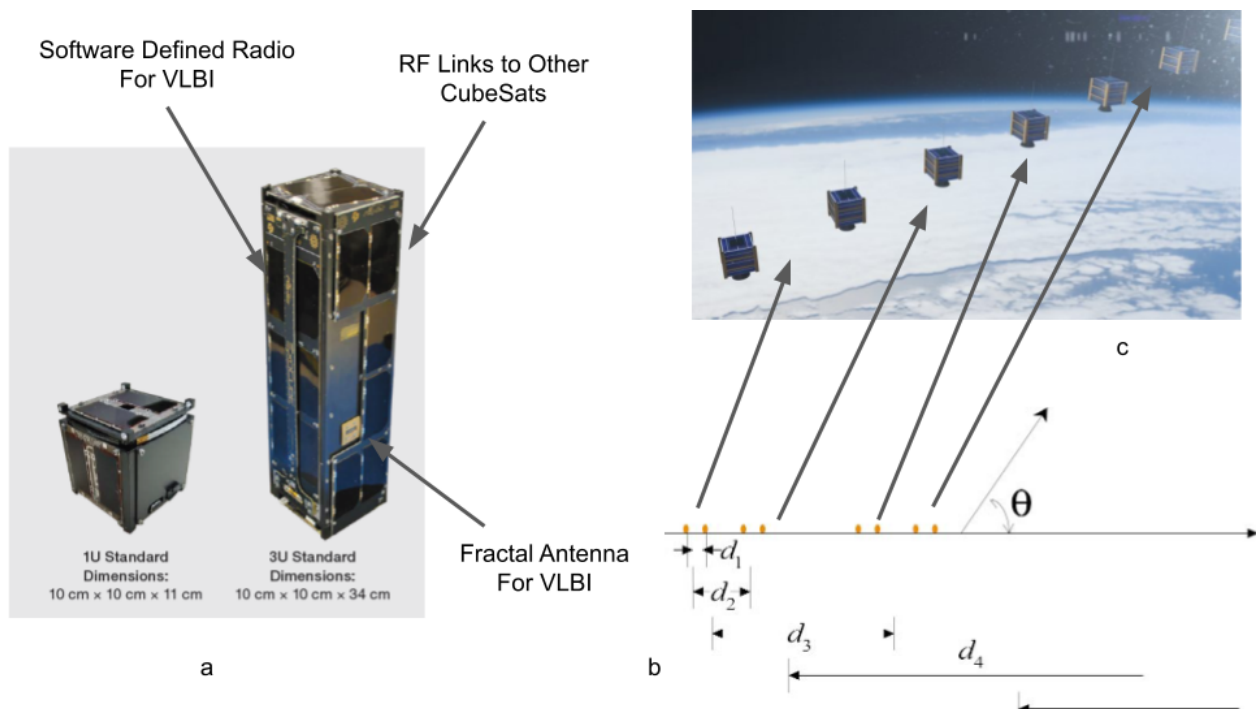 Software Defined Radio
For VLBI
RF Links to Other
CubeSats
1U Standard
Dimensions:
10 cm × 10 cm × 11 cm
3U Standard
Dimensions:
10 cm × 10 cm × 34 cm
Fractal Antenna
For VLBI
a
c
θ
d₁
d₂
d₃
d₄
b